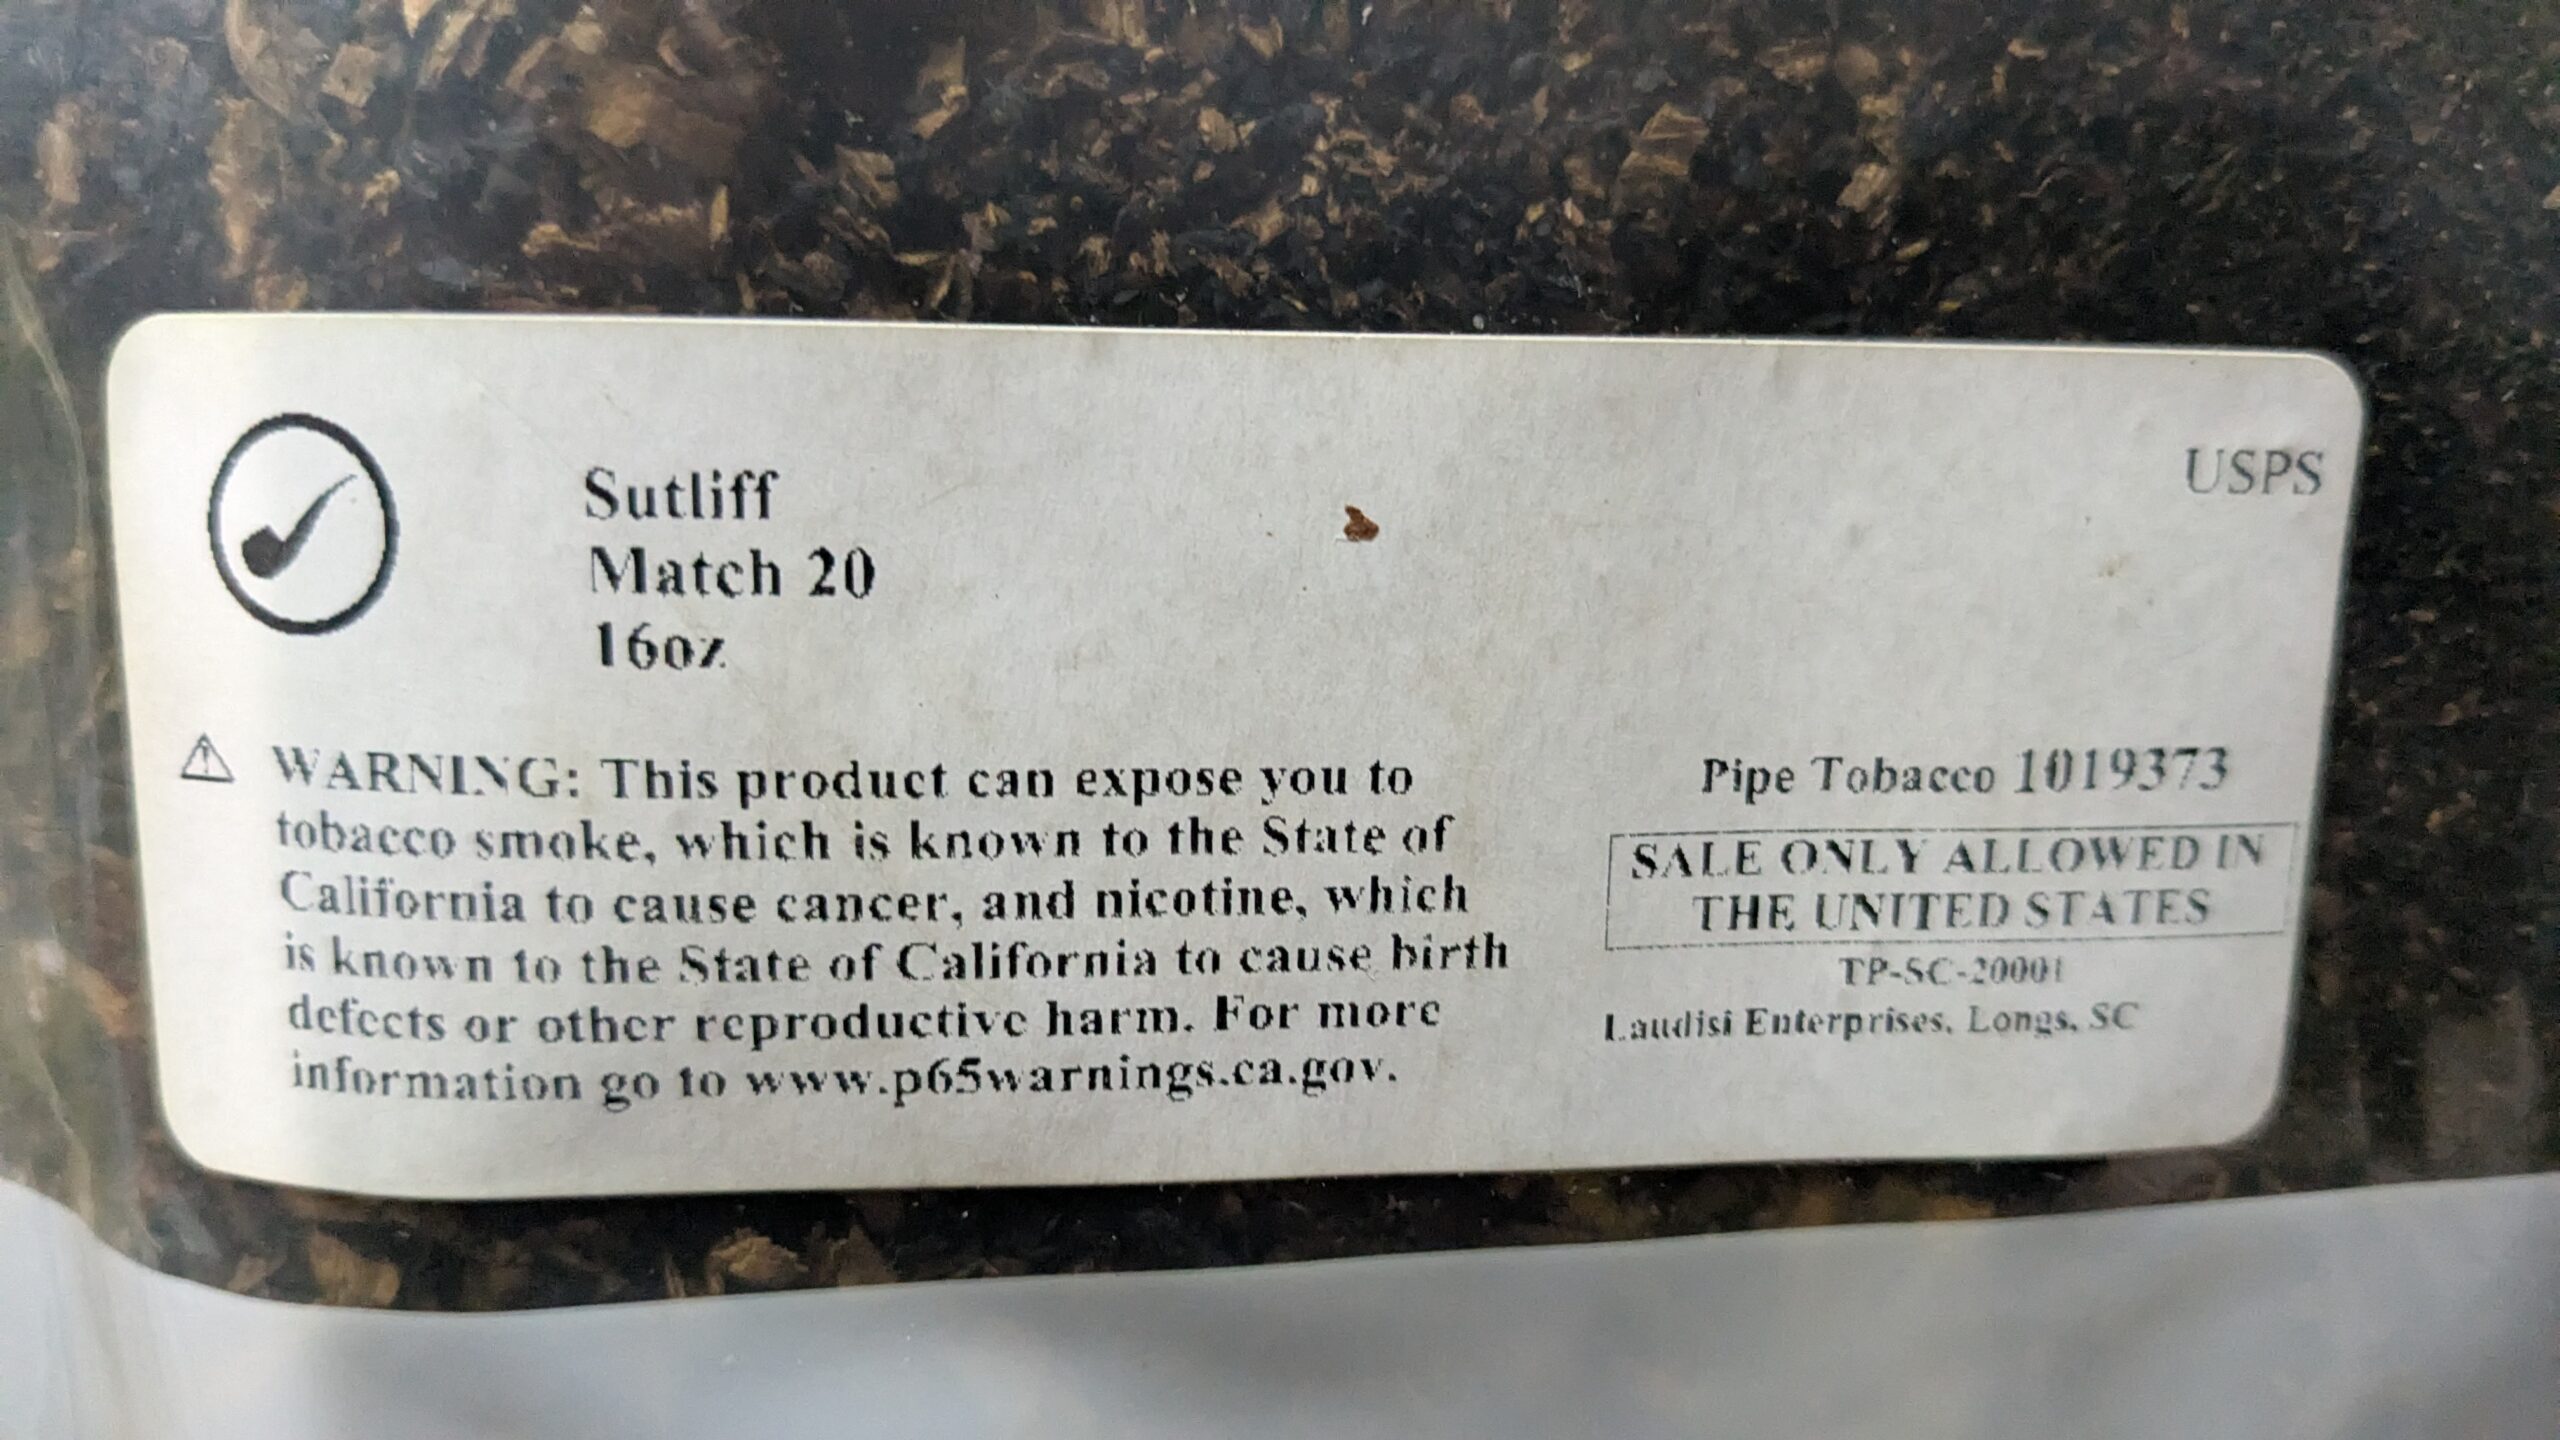 Sutliff
Match 20
16oz
USPS
⚠ WARNING: This product can expose you to
tobacco smoke, which is known to the State of
California to cause cancer, and nicotine, which
is known to the State of California to cause birth
defects or other reproductive harm. For more
information go to www.p65warnings.ca.gov.
Pipe Tobacco 1019373
SALE ONLY ALLOWED IN
THE UNITED STATES
TP-SC-20001
Laudisi Enterprises, Longs, SC